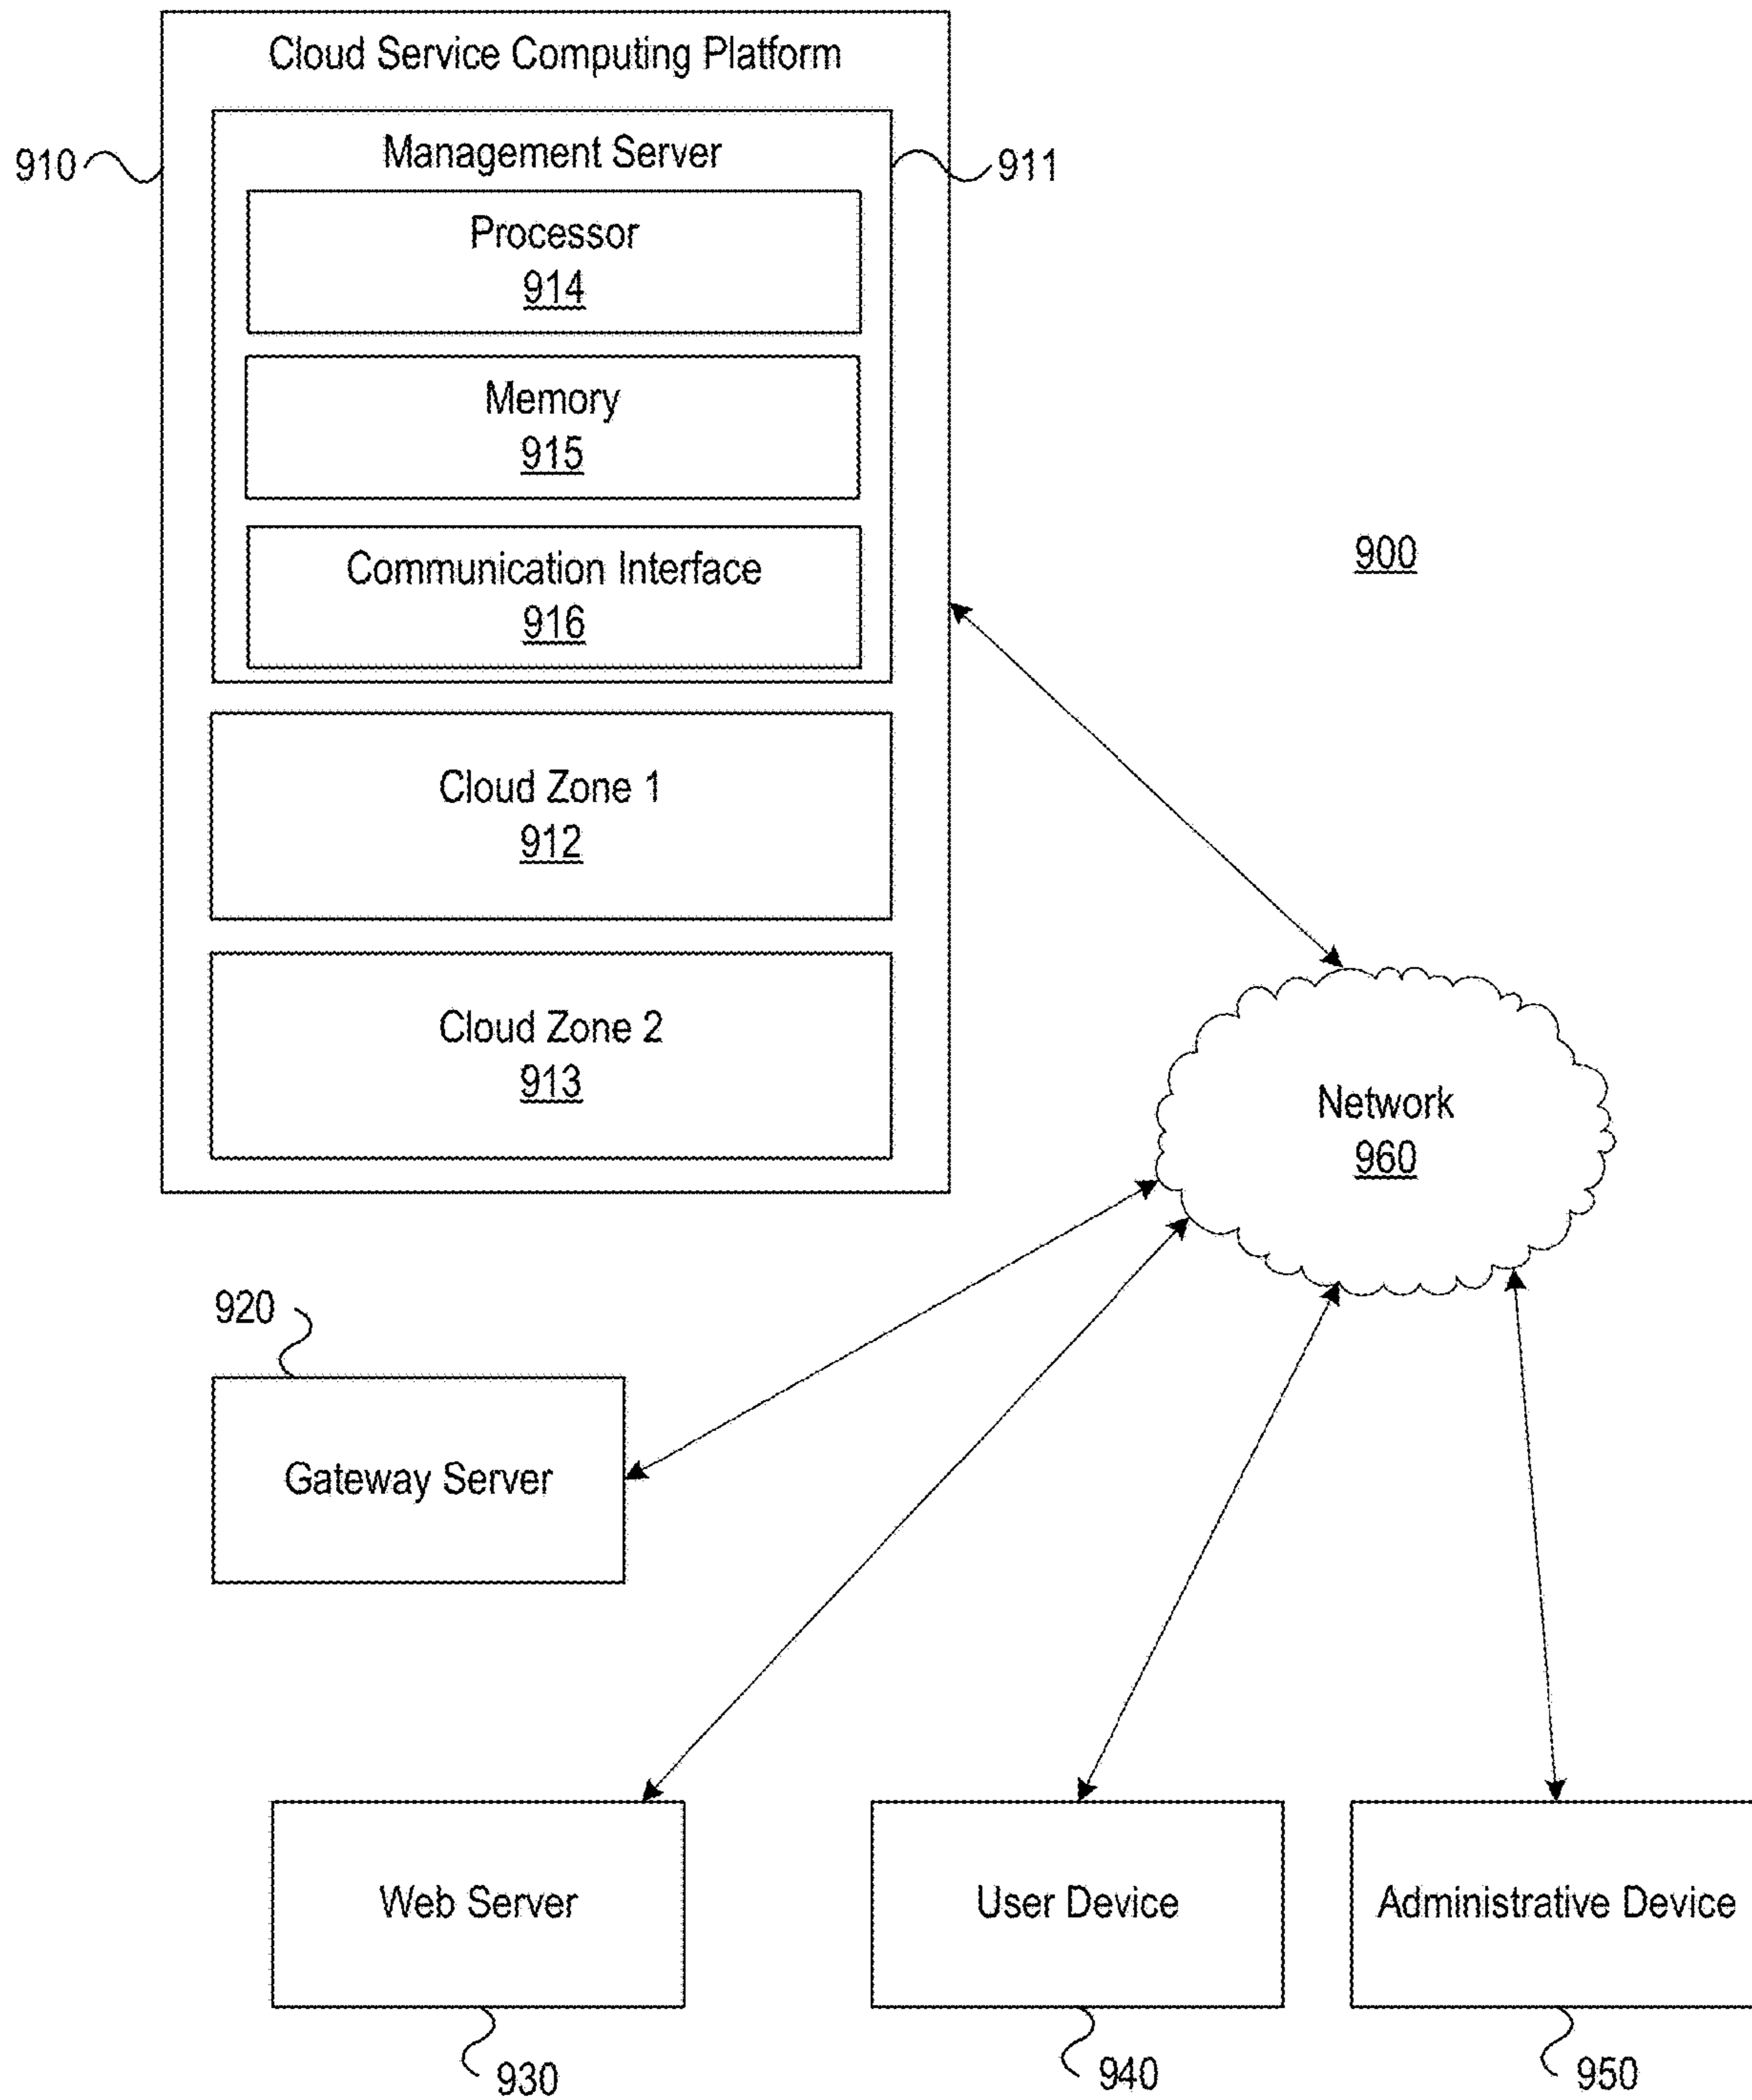 Cloud Service Computing Platform
910
Management Server
911
Processor
914
Memory
915
Communication Interface
916
900
Cloud Zone 1
912
Cloud Zone 2
913
Network
960
920
Gateway Server
Web Server
User Device
Administrative Device
930
940
950